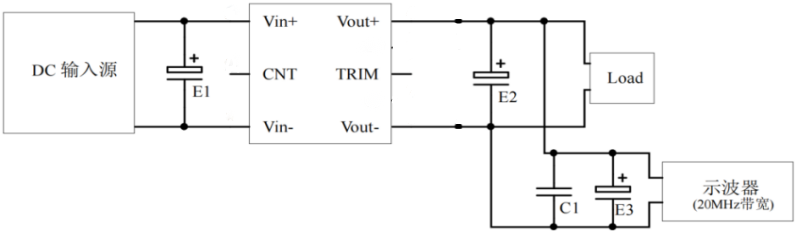 DC 输入源
Vin+
Vout+
CNT
TRIM
Vin-
Vout-
+
E1
+
E2
Load
C1
+
E3
示波器
(20MHz带宽)